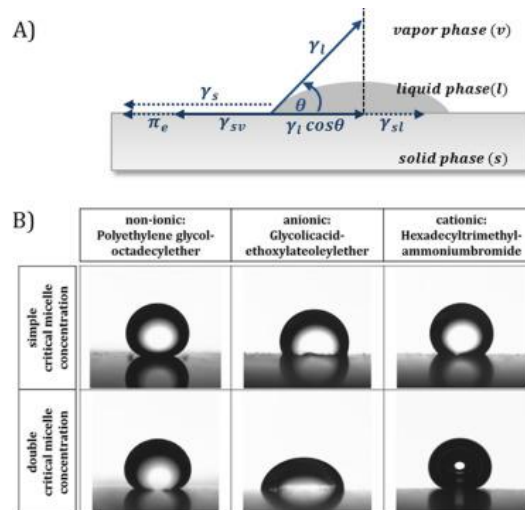 A)
vapor phase (v)
γl
γs
liquid phase(l)
θ
πe
γsv
γl cosθ
γsl
solid phase (s)
B)
non-ionic:
Polyethylene glycol-
octadecylether
anionic:
Glycolicacid-
ethoxylateoleylether
cationic:
Hexadecyltrimethyl-
ammoniumbromide
simple
critical micelle
concentration
double
critical micelle
concentration